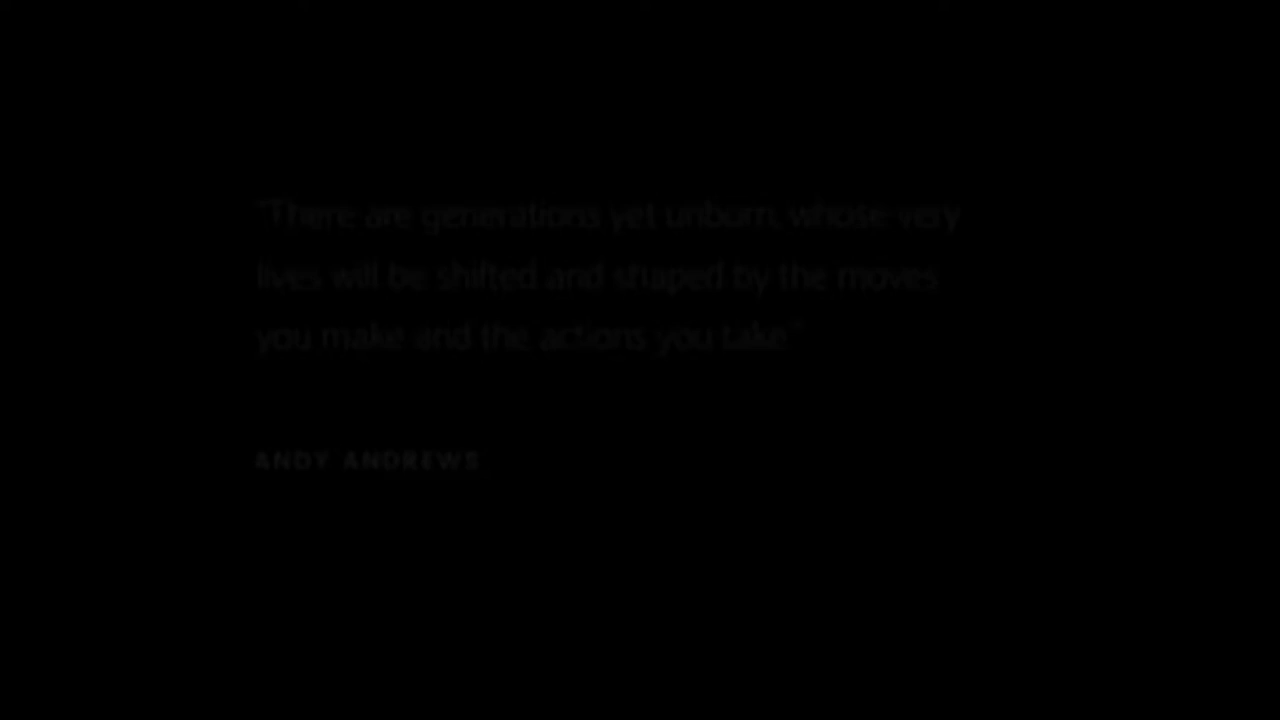 "There are generations yet unborn, whose very
lives will be shifted and shaped by the moves
you make and the actions you take"
ANDY ANDREWS